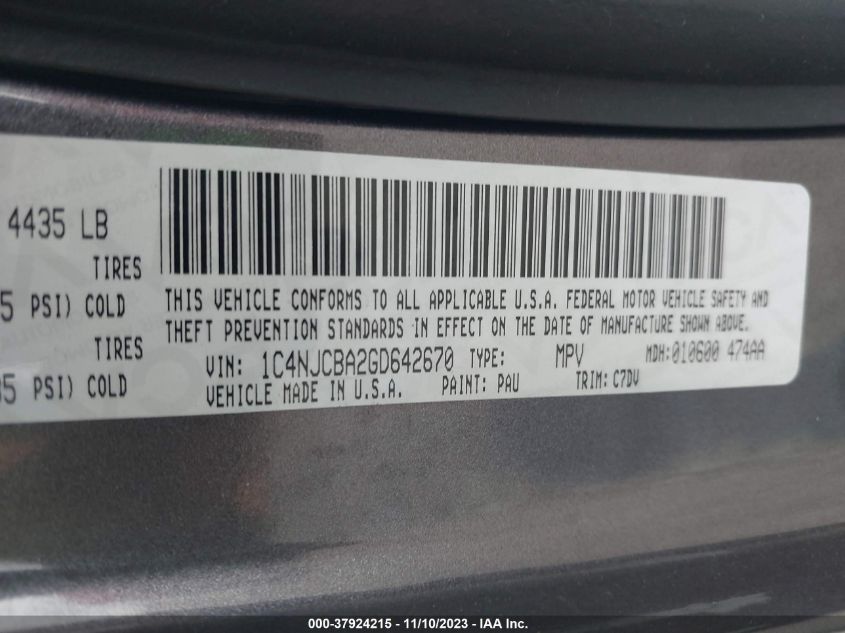 4435 LB
TIRES
5 PSI) COLD
TIRES
35 PSI) COLD
THIS VEHICLE CONFORMS TO ALL APPLICABLE U.S.A. FEDERAL MOTOR VEHICLE SAFETY AND
THEFT PREVENTION STANDARDS IN EFFECT ON THE DATE OF MANUFACTURE SHOWN ABOVE.
VIN: 1C4NJCBA2GD642670 TYPE: MPV MDH:010600 474AA
VEHICLE MADE IN U.S.A. PAINT: PAU TRIM: C7DV
000-37924215 - 11/10/2023 - IAA Inc.